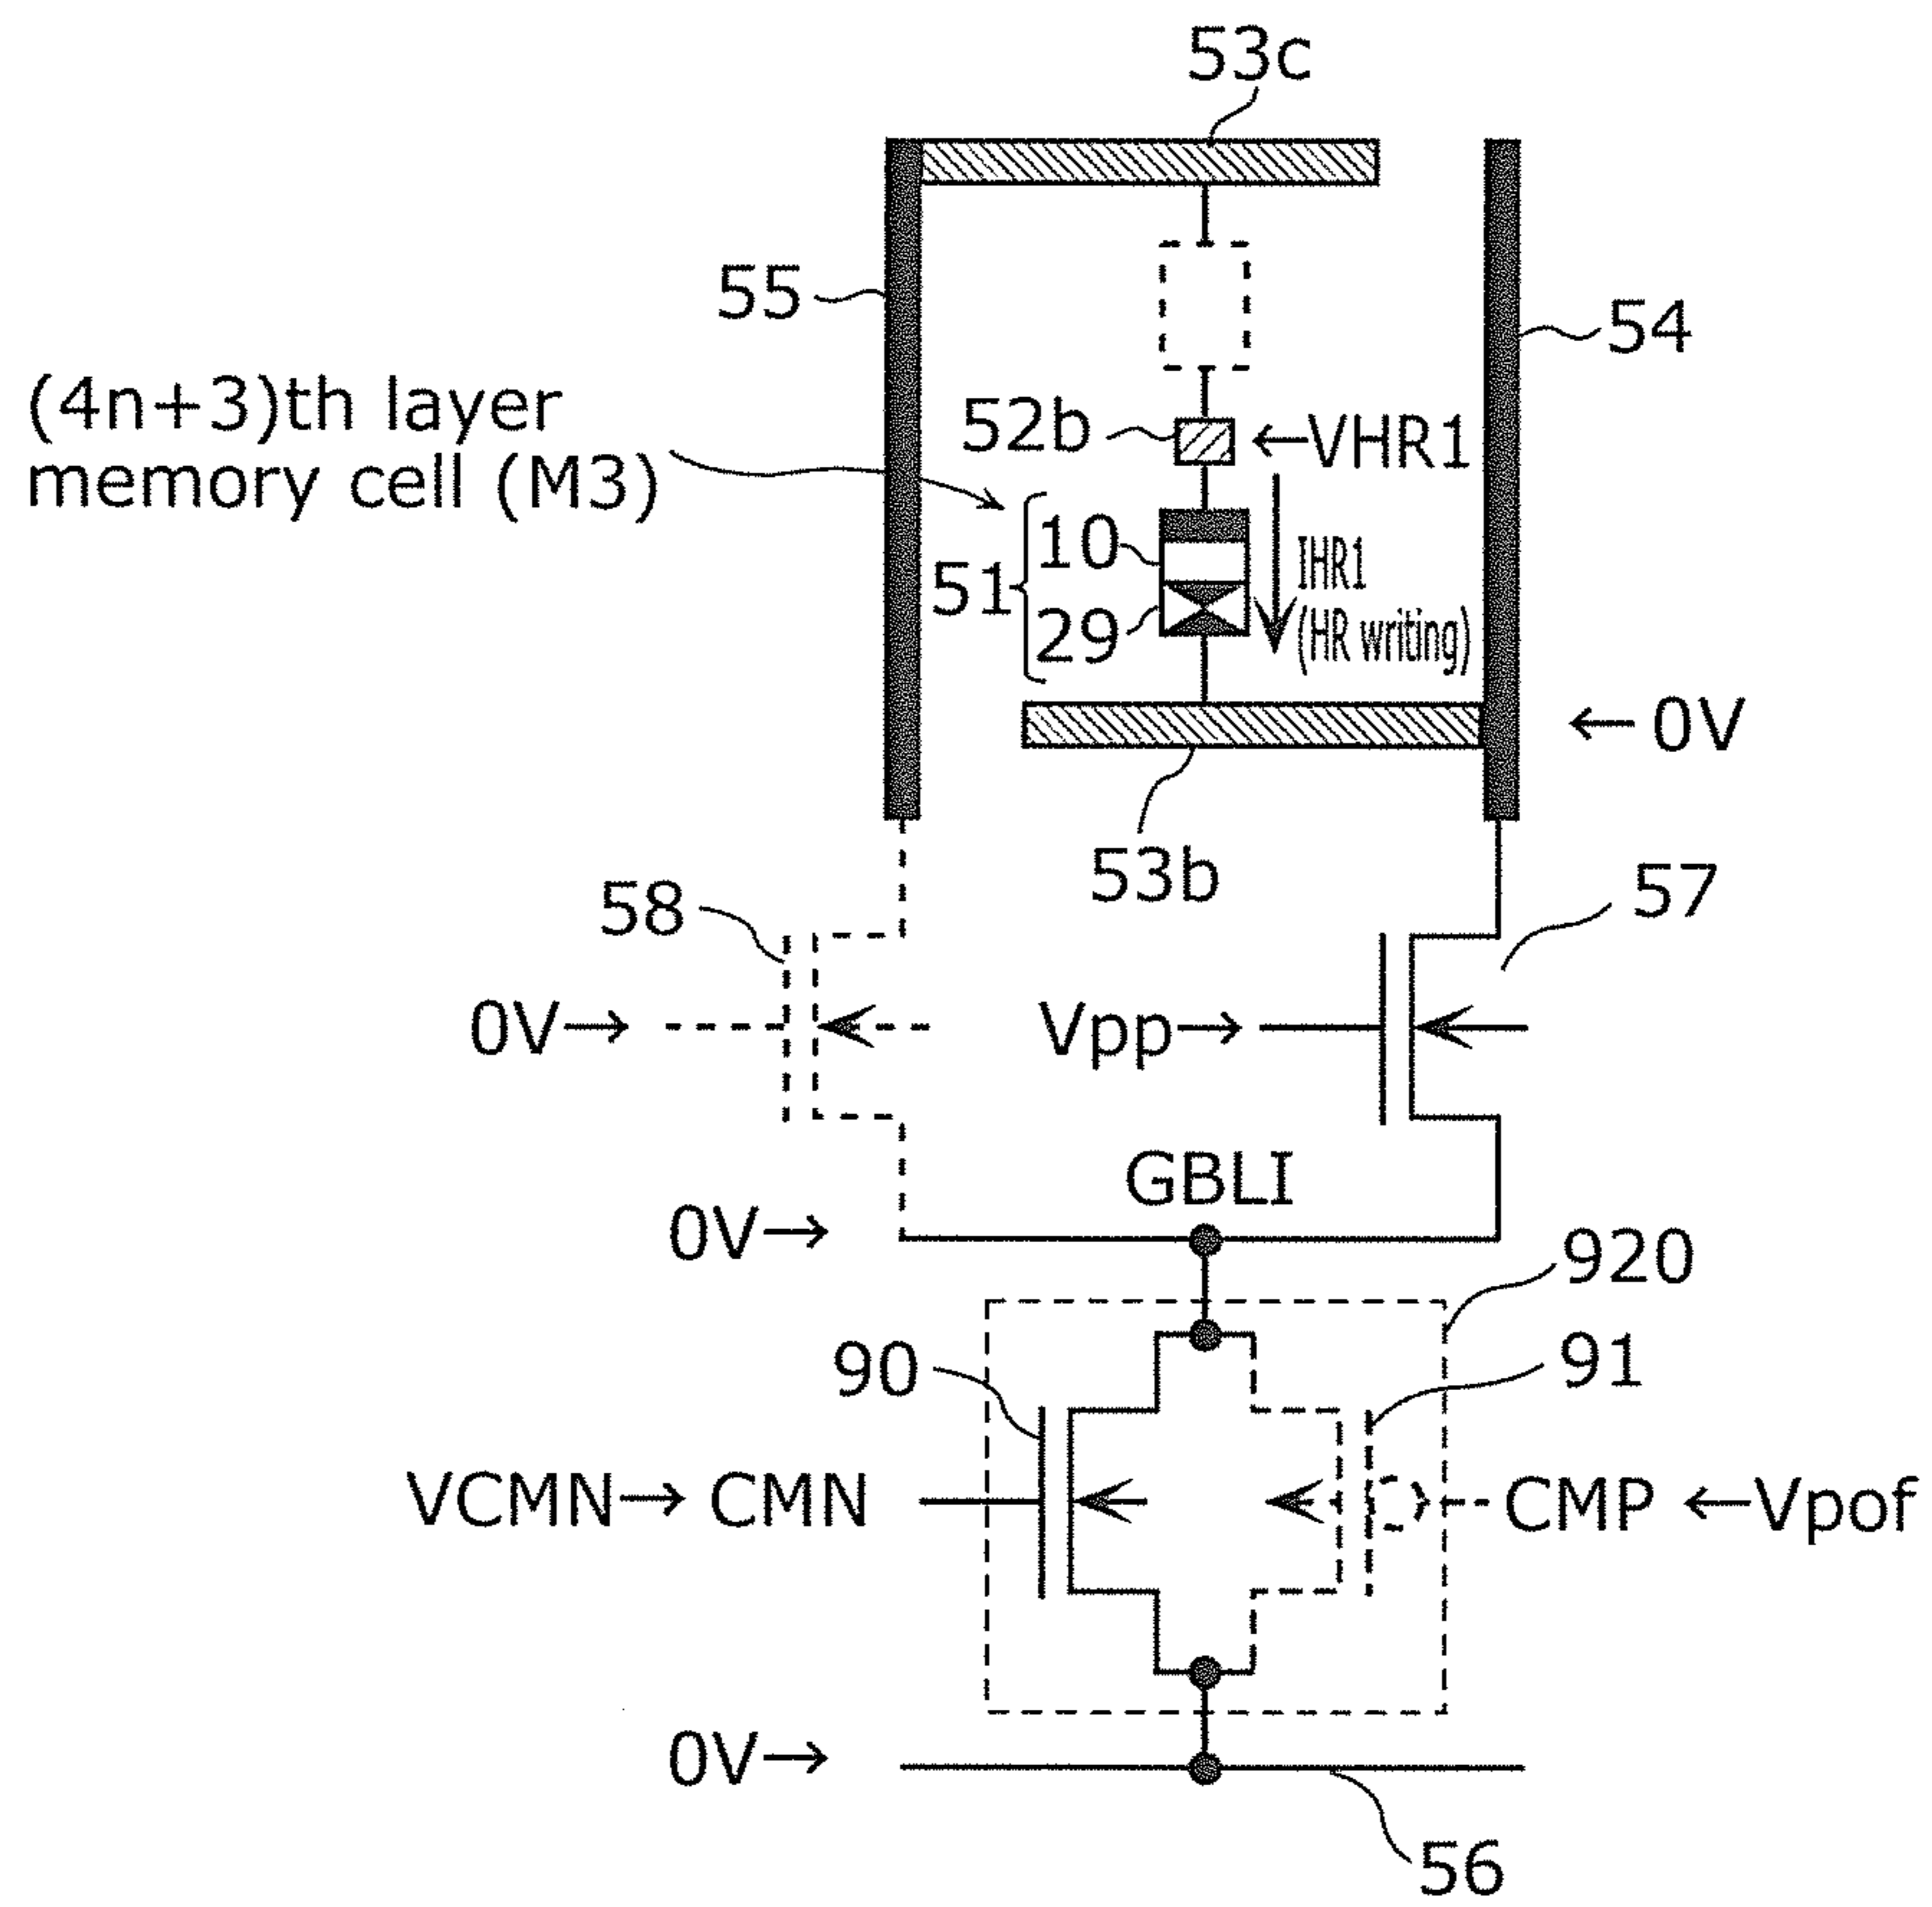 53c
55
54
(4n+3)th layer
memory cell (M3)
52b
←VHR1
51
10
29
IHR1
(HR writing)
← 0V
53b
58
57
0V→
Vpp→
GBLI
0V→
920
90
91
VCMN→ CMN
CMP ←Vpof
0V→
56